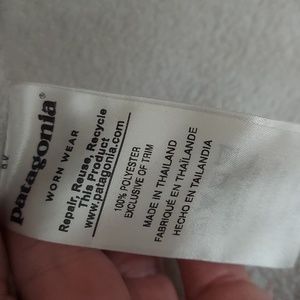 patagonia®
WORN WEAR
Repair, Reuse, Recycle
This Product
www.patagonia.com
100% POLYESTER
EXCLUSIVE OF TRIM
MADE IN THAILAND
FABRIQUÉ EN THAÏLANDE
HECHO EN TAILANDIA